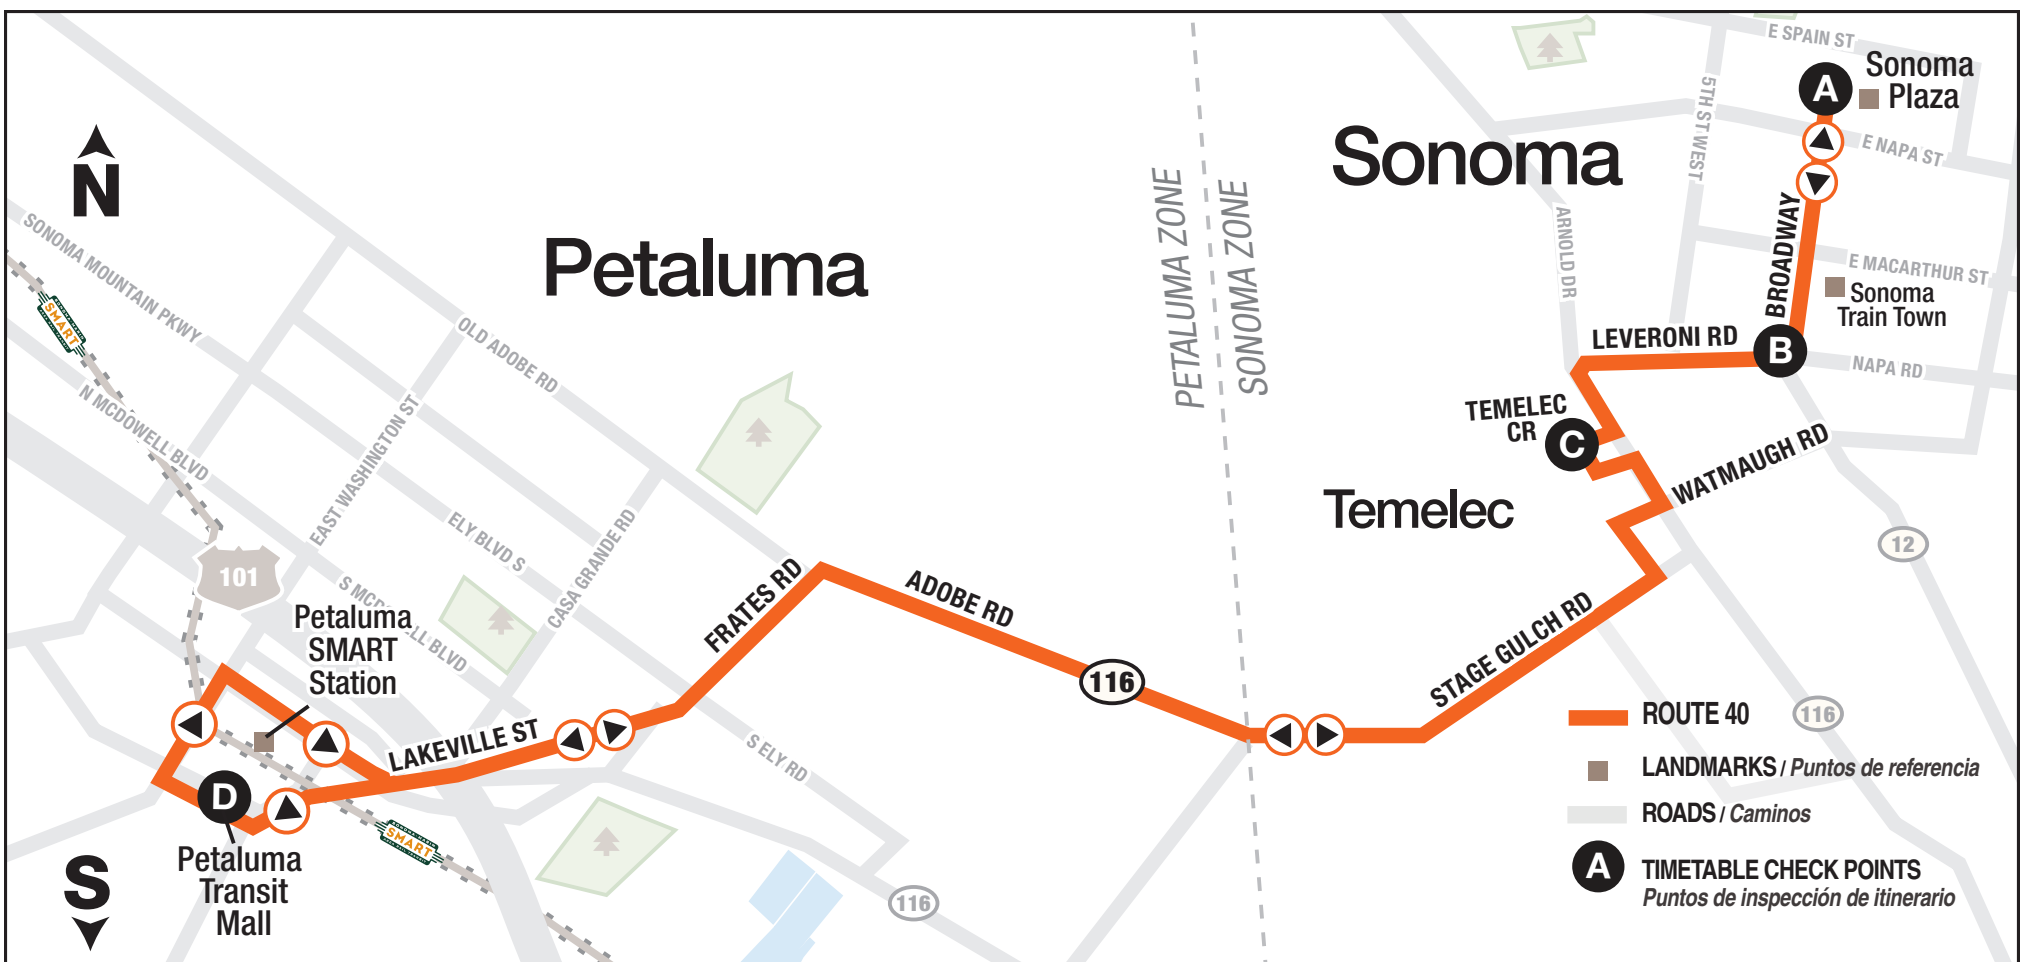 N
S
Petaluma
Sonoma
Temelec
PETALUMA ZONE
SONOMA ZONE
E SPAIN ST
A
Sonoma
Plaza
5TH ST WEST
E NAPA ST
ARNOLD DR
BROADWAY
E MACARTHUR ST
Sonoma
Train Town
LEVERONI RD
B
NAPA RD
TEMELEC
CR
C
WATMAUGH RD
12
SONOMA MOUNTAIN PKWY
SMART
OLD ADOBE RD
N MCDOWELL BLVD
EAST WASHINGTON ST
ELY BLVD S
CASA GRANDE RD
101
S MCDOWELL BLVD
Petaluma
SMART
Station
FRATES RD
ADOBE RD
116
STAGE GULCH RD
LAKEVILLE ST
S ELY RD
D
SMART
Petaluma
Transit
Mall
116
116
ROUTE 40
LANDMARKS / Puntos de referencia
ROADS / Caminos
A
TIMETABLE CHECK POINTS
Puntos de inspección de itinerario